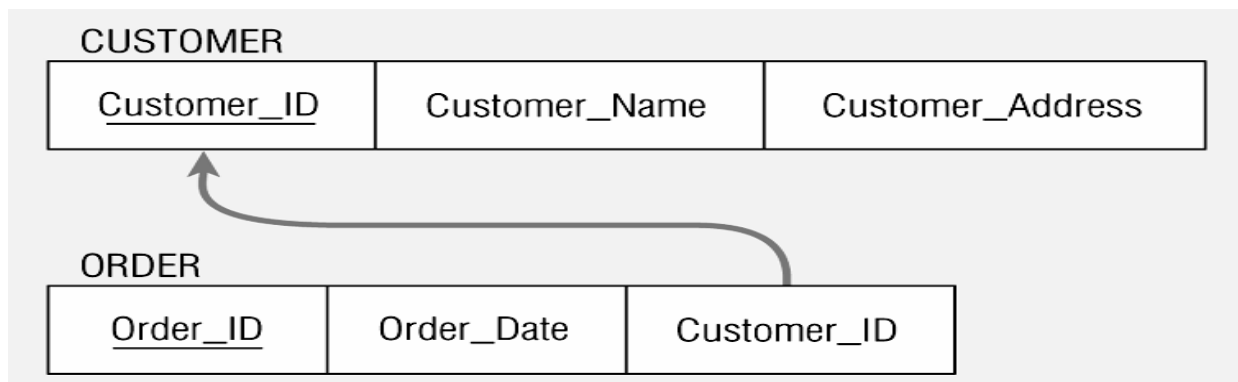 CUSTOMER
Customer_ID Customer_Name Customer_Address
ORDER
Order_ID Order_Date Customer_ID